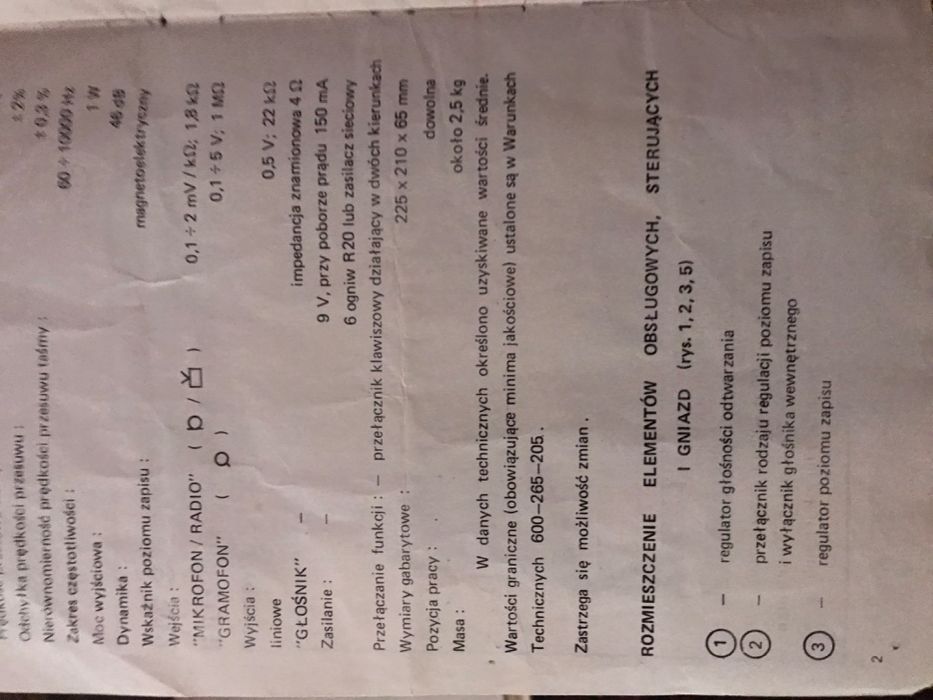 Odchyłka prędkości przesuwu : ± 2%
Nierównomierność prędkości przesuwu taśmy : ± 0,3 %
Zakres częstotliwości : 60 ÷ 10000 Hz
Moc wyjściowa : 1 W
Dynamika : 46 dB
Wskaźnik poziomu zapisu : magnetoelektryczny
Wejścia :
"MIKROFON / RADIO" ( / ) 0,1 ÷ 2 mV / kΩ; 1,8 kΩ
"GRAMOFON" ( ) 0,1 ÷ 5 V; 1 MΩ
Wyjścia :
liniowe 0,5 V; 22 kΩ
"GŁOŚNIK" — impedancja znamionowa 4 Ω
Zasilanie : — 9 V, przy poborze prądu 150 mA
6 ogniw R20 lub zasilacz sieciowy
Przełączanie funkcji : — przełącznik klawiszowy działający w dwóch kierunkach
Wymiary gabarytowe : 225 x 210 x 65 mm
Pozycja pracy : dowolna
Masa : około 2,5 kg
W danych technicznych określono uzyskiwane wartości średnie.
Wartości graniczne (obowiązujące minima jakościowe) ustalone są w Warunkach
Technicznych 600–265–205.
Zastrzega się możliwość zmian.
ROZMIESZCZENIE ELEMENTÓW OBSŁUGOWYCH, STERUJĄCYCH
I GNIAZD (rys. 1, 2, 3, 5)
1 — regulator głośności odtwarzania
2 — przełącznik rodzaju regulacji poziomu zapisu
i wyłącznik głośnika wewnętrznego
3 — regulator poziomu zapisu
2